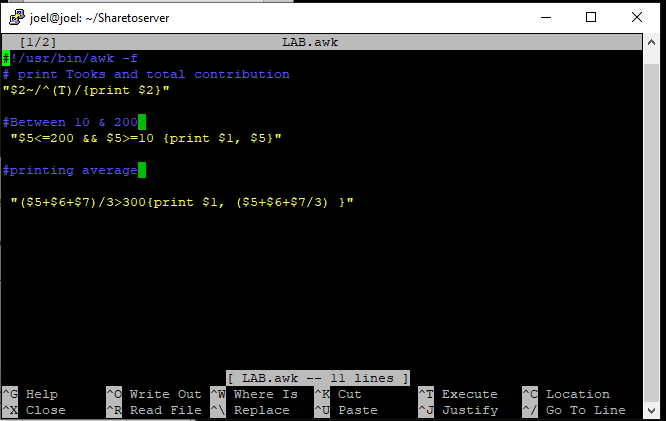 joel@joel: ~/Sharetoserver
[1/2] LAB.awk
#!/usr/bin/awk -f
# print Tooks and total contribution
"$2~/^(T)/{print $2}"
#Between 10 & 200
"$5<=200 && $5>=10 {print $1, $5}"
#printing average
"($5+$6+$7)/3>300{print $1, ($5+$6+$7/3) }"
[ LAB.awk -- 11 lines ]
^G Help ^O Write Out ^W Where Is ^K Cut ^T Execute ^C Location
^X Close ^R Read File ^\ Replace ^U Paste ^J Justify ^/ Go To Line